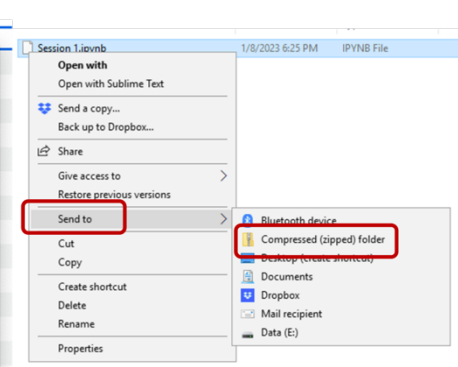 Session 1.ipynb 1/8/2023 6:25 PM IPYNB File
Open with
Open with Sublime Text
Send a copy...
Back up to Dropbox...
Share
Give access to
Restore previous versions
Send to
Cut
Copy
Create shortcut
Delete
Rename
Properties
Bluetooth device
Compressed (zipped) folder
Desktop (create shortcut)
Documents
Dropbox
Mail recipient
Data (E:)